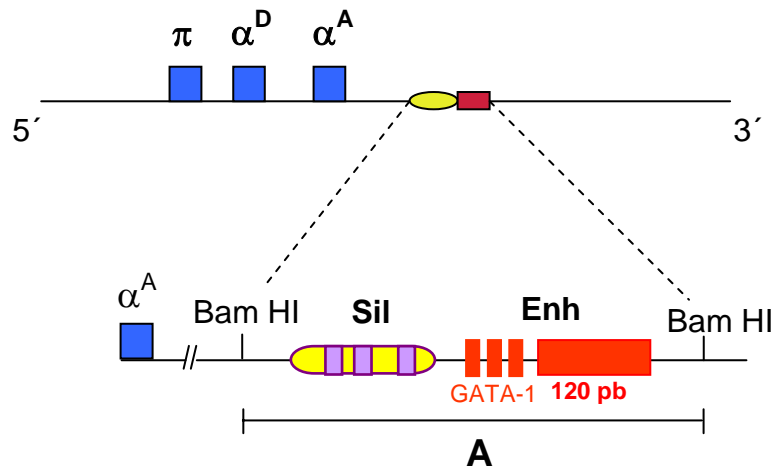 π αD αA
5´ 3´
αA
Bam HI Sil Enh Bam HI
GATA-1 120 pb
A